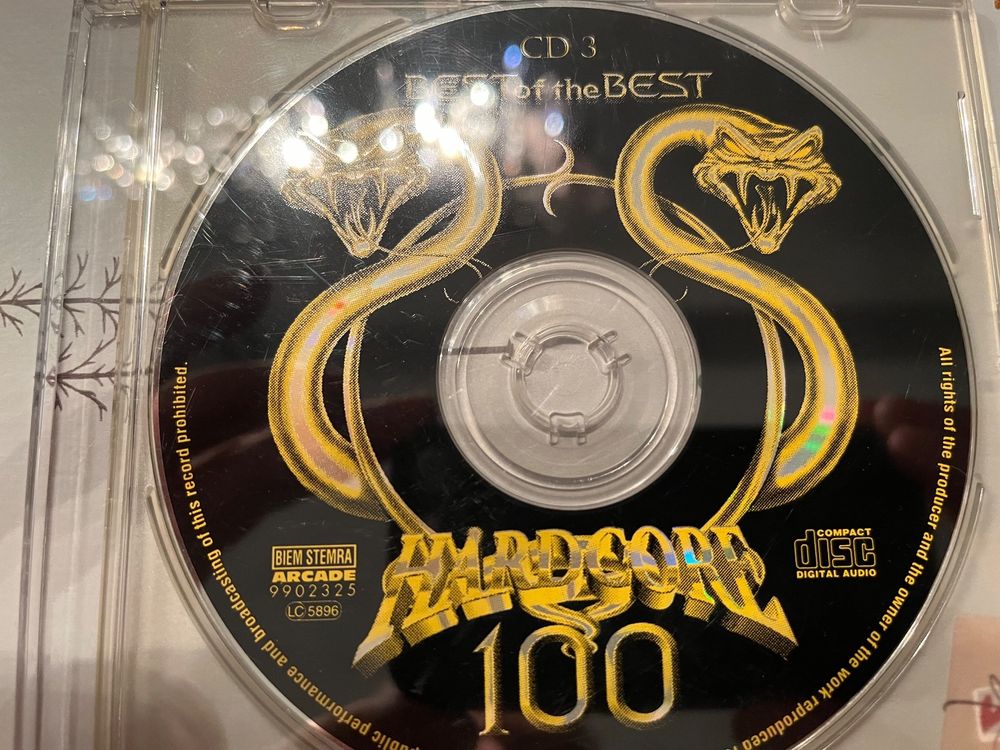 CD 3
BEST of the BEST
BIEM STEMRA
ARCADE
9902325
LC 5896
COMPACT
disc
DIGITAL AUDIO
HARDCORE
100
All rights of the producer and the owner of the work reproduced
public performance and broadcasting of this record prohibited.